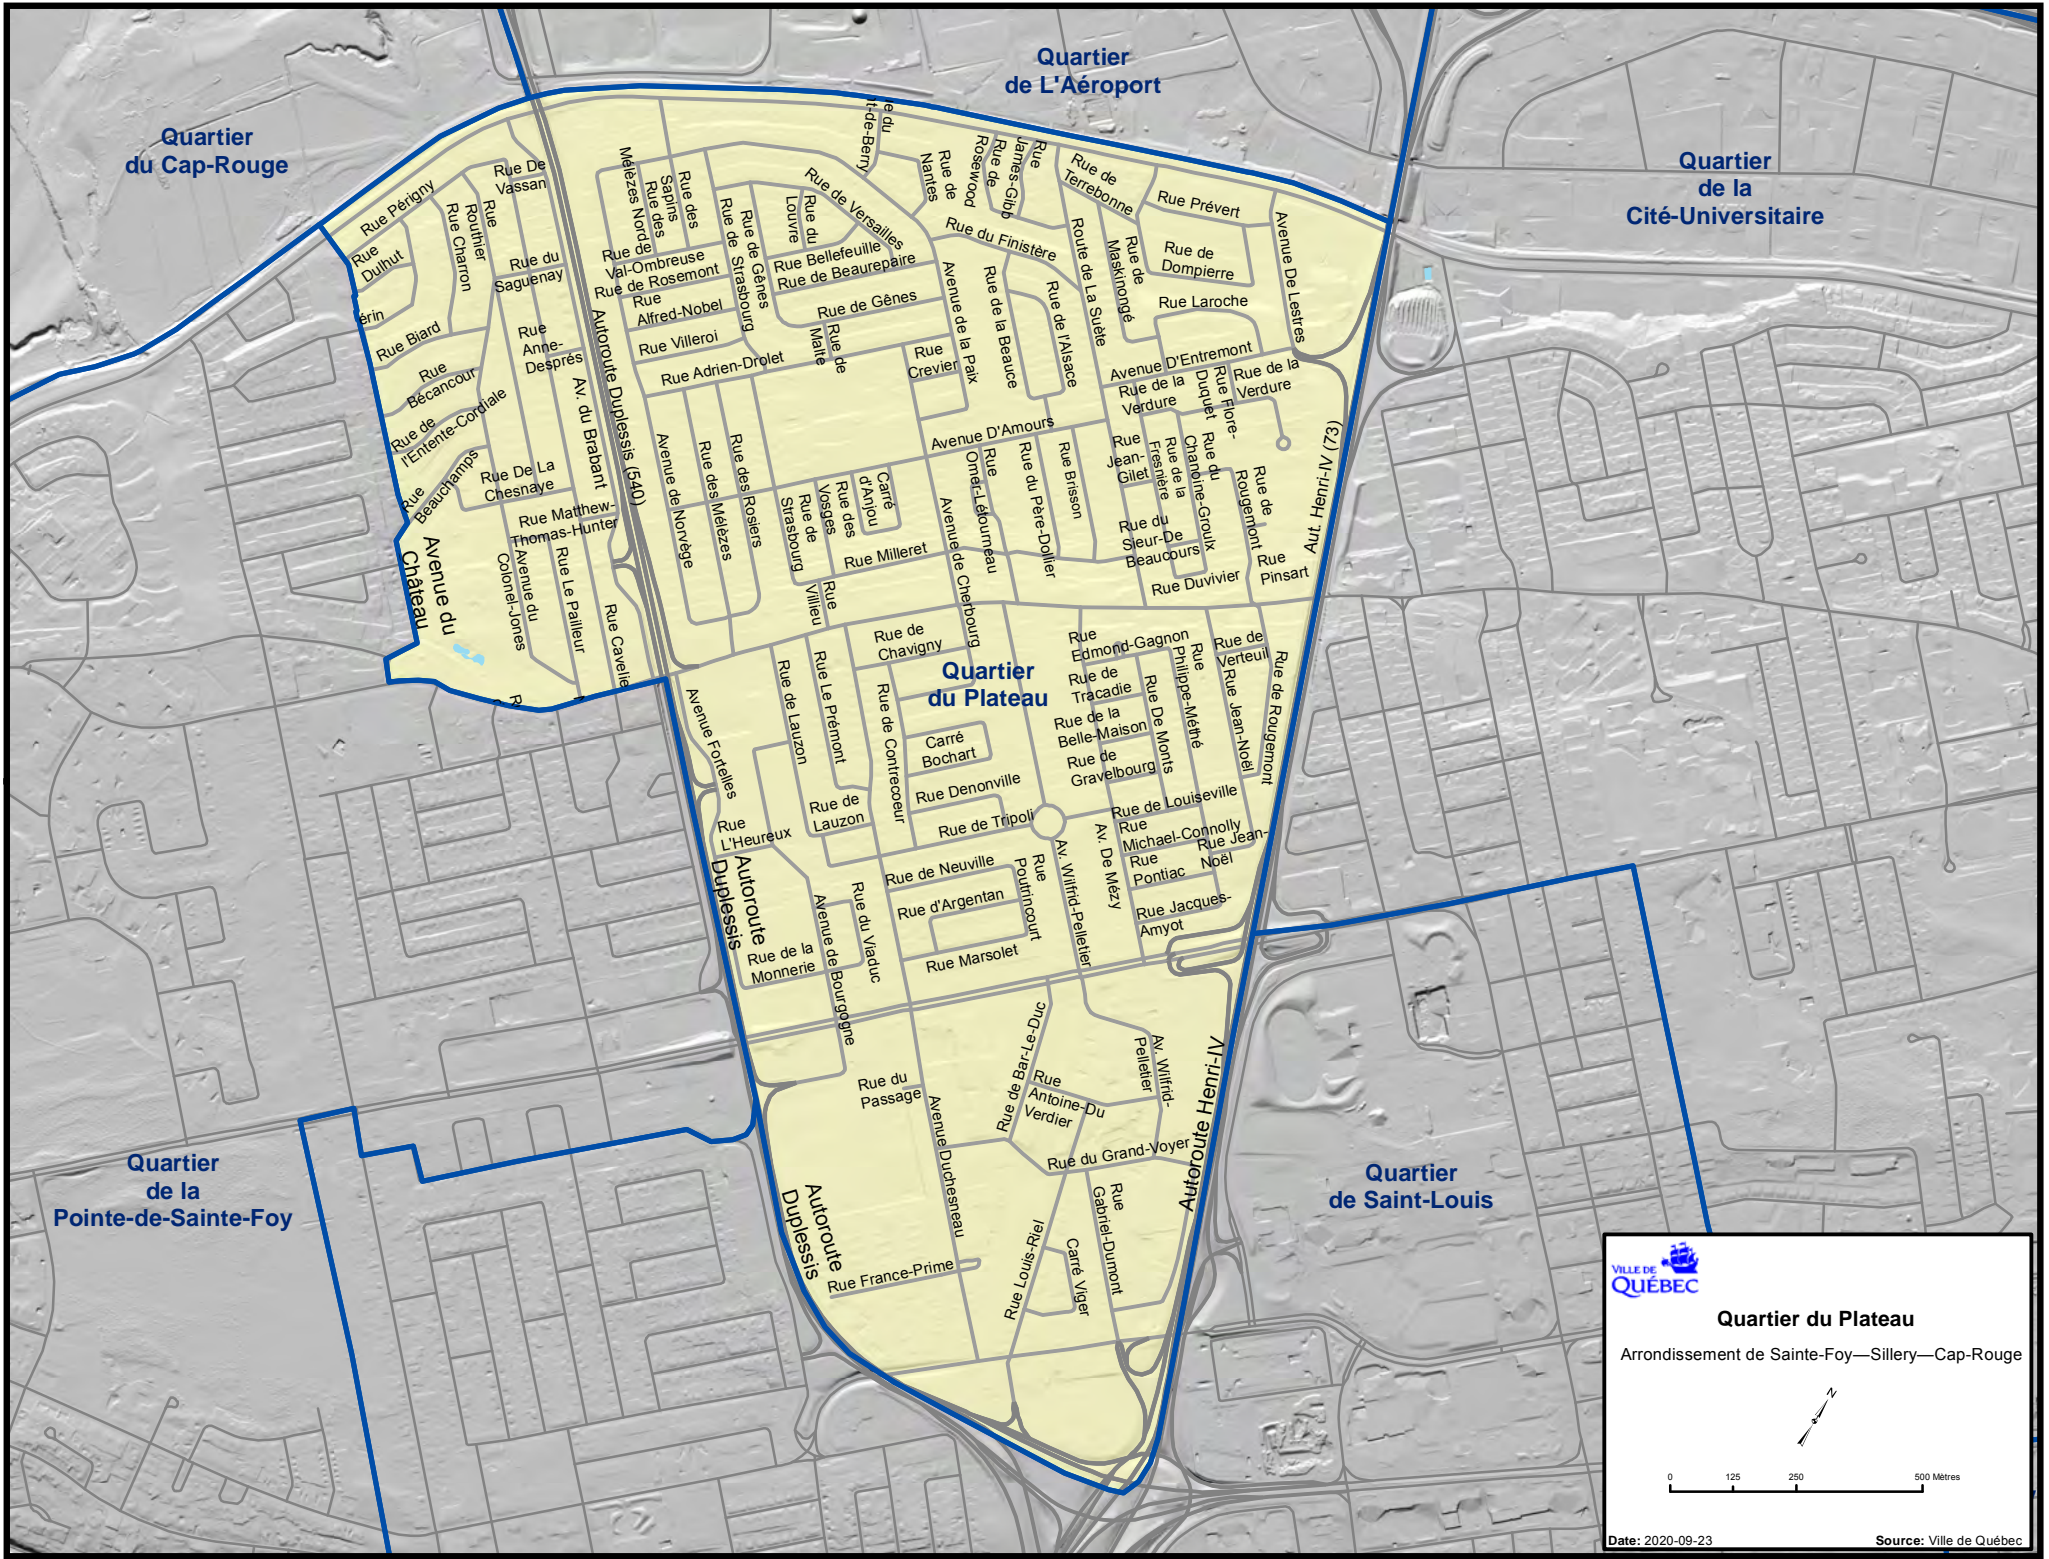 Quartier
de L'Aéroport
Quartier
du Cap-Rouge
Quartier
de la
Cité-Universitaire
Rue De
Vassan
Rue Périgny
Rue
Routhier
Rue Charron
Rue
Dulhut
Rue du
Saguenay
Rue Biard
Rue
Bécancour
Rue de
l'Entente-Cordiale
Rue
Beauchamps
Rue
Anne-
Després
Av. du Brabant
Autoroute Duplessis (540)
Rue De La
Chesnaye
Rue Matthew-
Thomas-Hunter
Avenue du
Colonel-Jones
Rue Le Pailleur
Avenue du
Château
Mélèzes Nord
Rue des
Sapins
Rue des
Rue de
Val-Ombreuse
Rue de Rosemont
Rue
Alfred-Nobel
Rue Villeroi
Rue Adrien-Drolet
Rue de Strasbourg
Rue de Gênes
Rue du
Louvre
Rue de Versailles
Rue Bellefeuille
Rue de Beaurepaire
Rue de Gênes
Rue de
Malte
Rue
Crevier
Avenue de la Paix
Rue de
Nantes
Rue de
Rosewood
Rue
James-Gibb
Rue de
Terrebonne
Rue Prévert
Rue du Finistère
Route de La Suète
Rue de
Maskinongé
Rue de
Dompierre
Avenue De Lestres
Rue Laroche
Rue de la Beauce
Rue de l'Alsace
Avenue D'Entremont
Rue de la
Verdure
Rue Flore-
Duquet
Rue de la
Verdure
Avenue D'Amours
Avenue de Norvège
Rue des Mélèzes
Rue des Rosiers
Rue de
Strasbourg
Rue des
Vosges
Carré
d'Anjou
Rue Milleret
Rue
Villieu
Avenue de Cherbourg
Rue
Omer-Létourneau
Rue du Père-Dollier
Rue Brisson
Rue
Jean-
Gilet
Rue de la
Fresnière
Rue du
Chanoine-Groulx
Rue de
Rougemont
Rue du
Sieur-De
Beaucours
Rue Duvivier
Rue
Pinsart
Aut. Henri-IV (73)
Quartier
du Plateau
Rue de
Chavigny
Rue de Lauzon
Rue Le Prémont
Rue de Contrecoeur
Avenue Fortelles
Carré
Bochart
Rue Denonville
Rue de
Lauzon
Rue de Tripoli
Rue
L'Heureux
Rue
Edmond-Gagnon
Rue de
Tracadie
Rue de la
Belle-Maison
Rue de
Gravelbourg
Rue De Monts
Rue
Philippe-Méthé
Rue de
Verteuil
Rue Jean-Noël
Rue de Rougemont
Rue de Louiseville
Rue
Michael-Connolly
Rue Jean-
Noël
Rue
Pontiac
Rue Jacques-
Amyot
Av. De Mézy
Av. Wilfrid-Pelletier
Rue
Poutrincourt
Rue de Neuville
Rue d'Argentan
Rue Marsolet
Autoroute
Duplessis
Rue de la
Monnerie
Avenue de Bourgogne
Rue du Viaduc
Rue du
Passage
Avenue Duchesneau
Rue de Bar-Le-Duc
Rue
Antoine-Du
Verdier
Av. Wilfrid-
Pelletier
Rue du Grand-Voyer
Autoroute Henri-IV
Rue
Gabriel-Dumont
Rue Louis-Riel
Carré Viger
Rue France-Prime
Autoroute
Duplessis
Quartier
de la
Pointe-de-Sainte-Foy
Quartier
de Saint-Louis
VILLE DE
QUÉBEC
Quartier du Plateau
Arrondissement de Sainte-Foy—Sillery—Cap-Rouge
N
0 125 250 500 Mètres
Date: 2020-09-23 Source: Ville de Québec